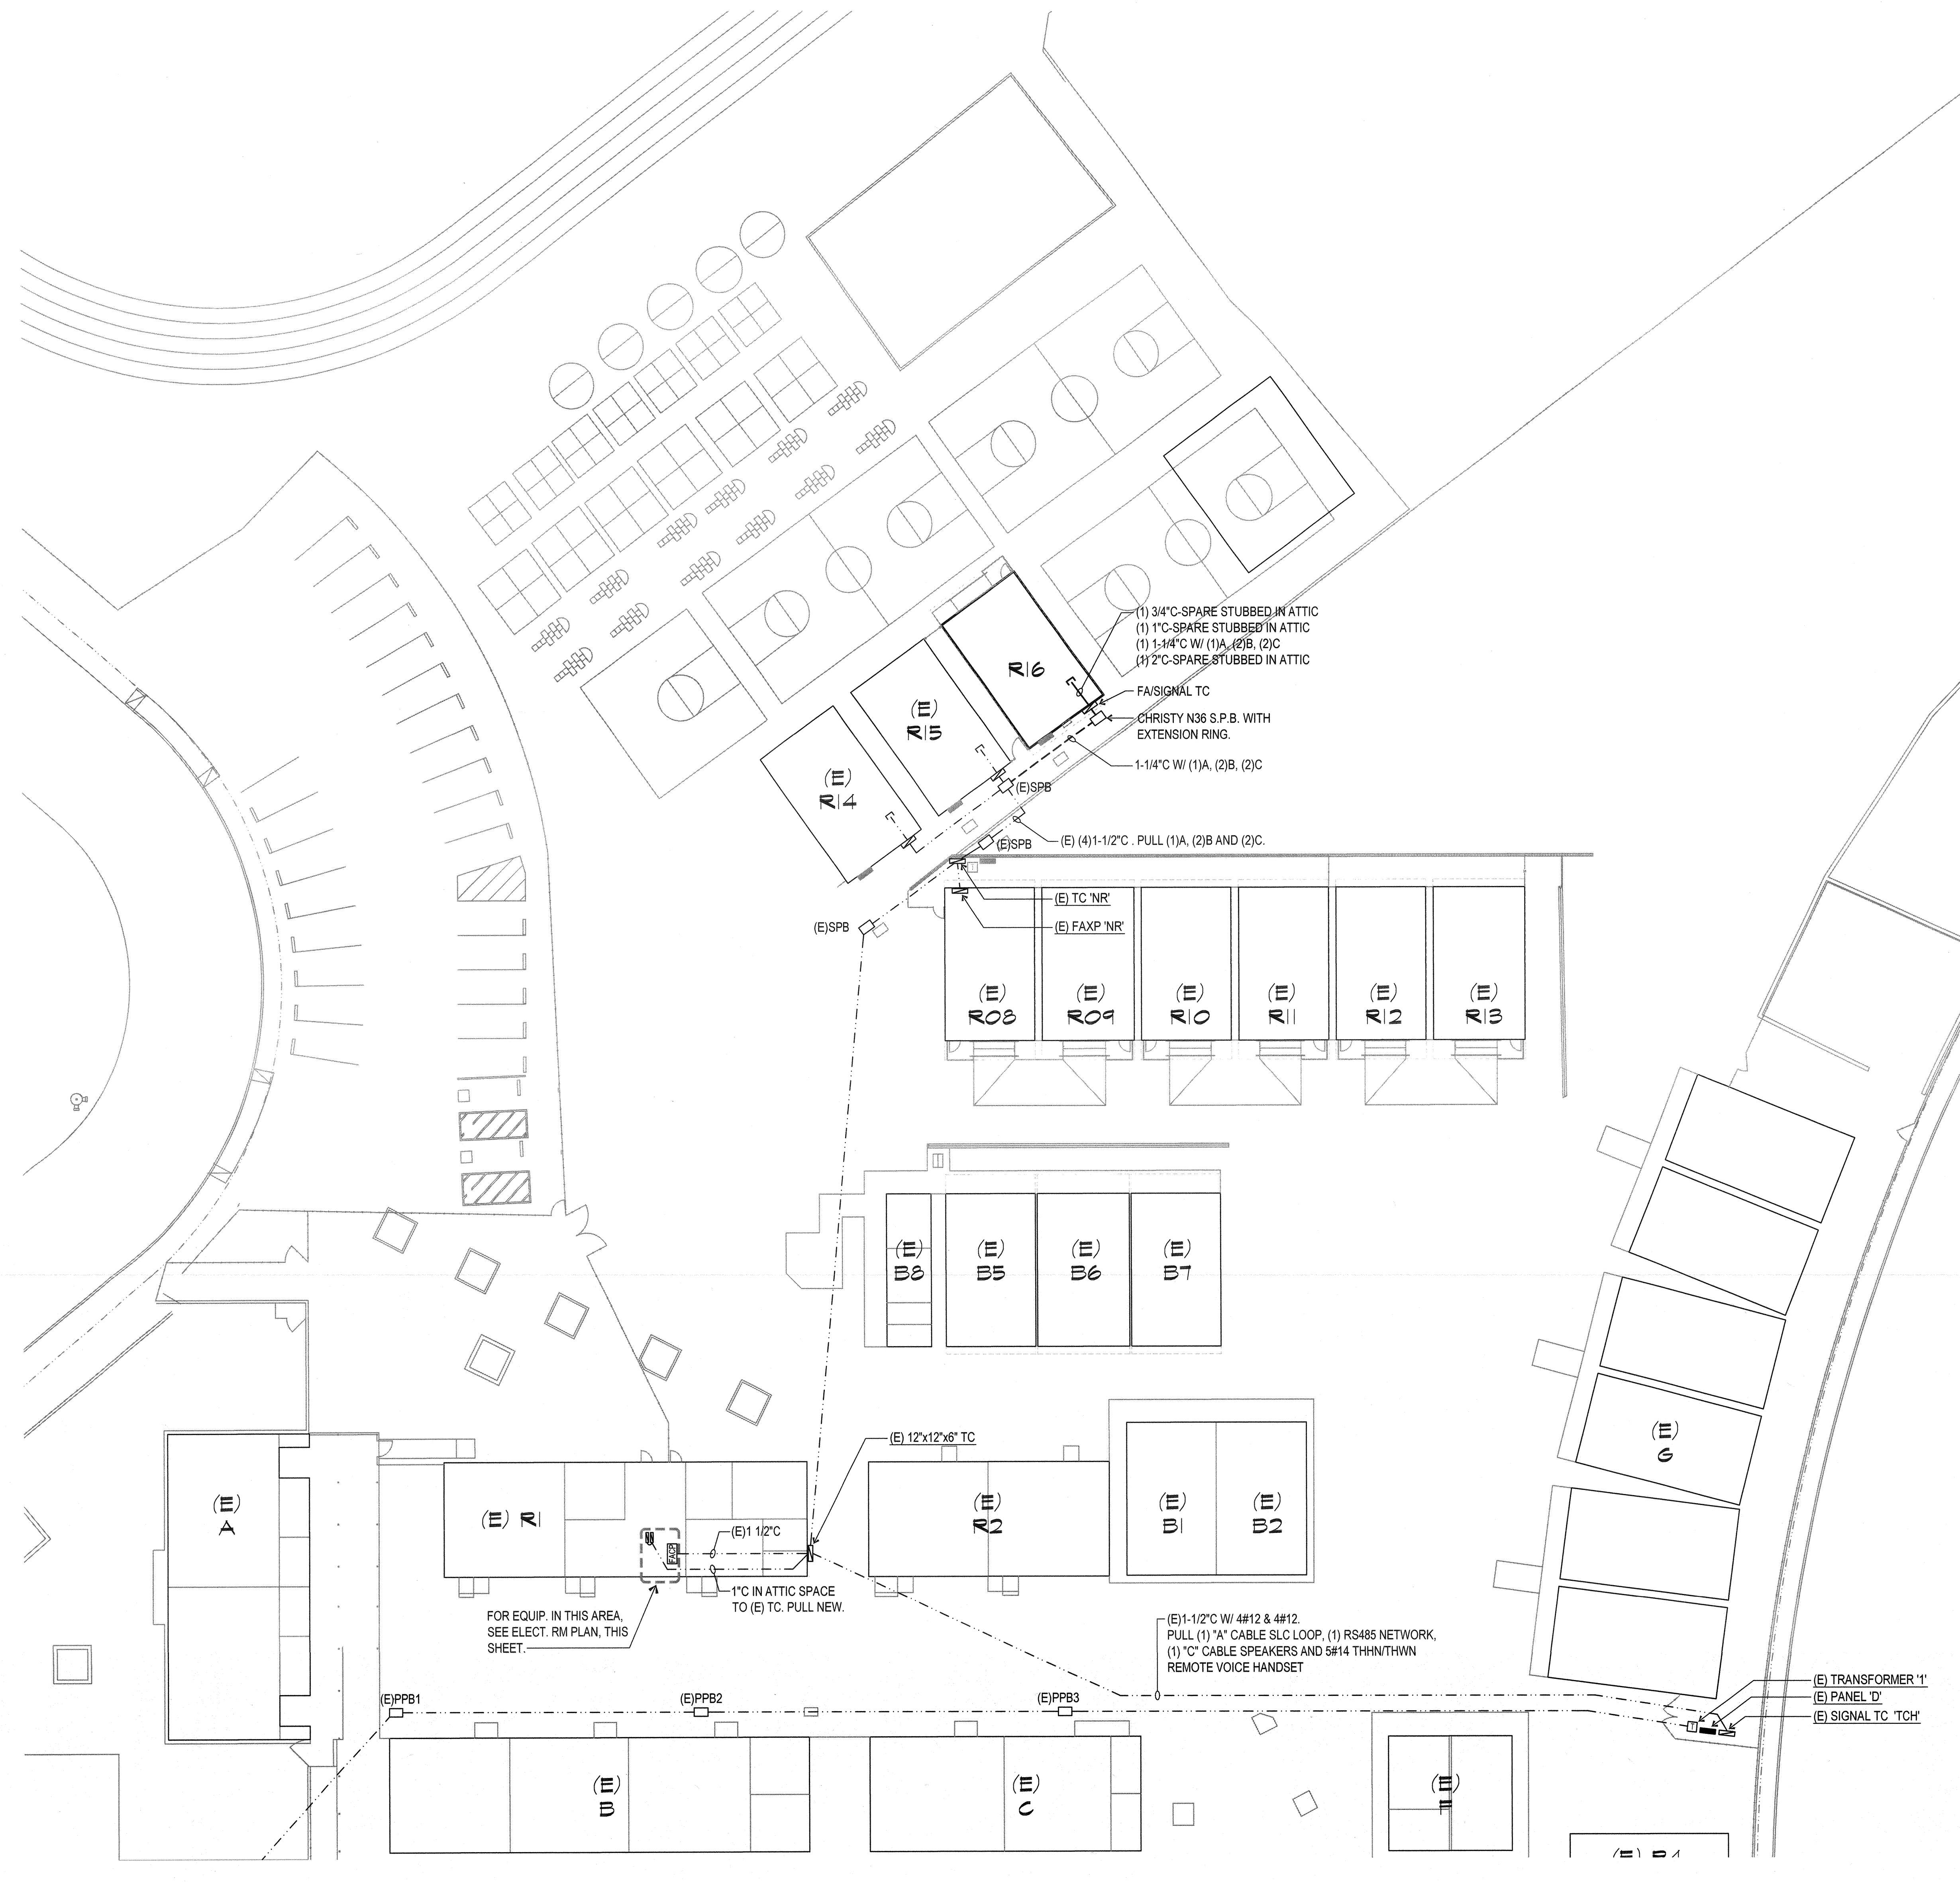 (1) 3/4"C-SPARE STUBBED IN ATTIC
(1) 1"C-SPARE STUBBED IN ATTIC
(1) 1-1/4"C W/ (1)A, (2)B, (2)C
(1) 2"C-SPARE STUBBED IN ATTIC
R16
FA/SIGNAL TC
(E)
R15
CHRISTY N36 S.P.B. WITH
EXTENSION RING.
1-1/4"C W/ (1)A, (2)B, (2)C
(E)
R14
(E)SPB
(E)SPB
(E) (4)1-1/2"C . PULL (1)A, (2)B AND (2)C.
(E) TC 'NR'
(E) FAXP 'NR'
(E)SPB
(E)
R08
(E)
R09
(E)
R10
(E)
R11
(E)
R12
(E)
R13
(E)
B8
(E)
B5
(E)
B6
(E)
B7
(E) 12"x12"x6" TC
(E)
G
(E)
A
(E) R1
(E)
R2
(E)
B1
(E)
B2
(E)1 1/2"C
FACP
1"C IN ATTIC SPACE
TO (E) TC. PULL NEW.
FOR EQUIP. IN THIS AREA,
SEE ELECT. RM PLAN, THIS
SHEET.
(E)1-1/2"C W/ 4#12 & 4#12.
PULL (1) "A" CABLE SLC LOOP, (1) RS485 NETWORK,
(1) "C" CABLE SPEAKERS AND 5#14 THHN/THWN
REMOTE VOICE HANDSET
(E) TRANSFORMER '1'
(E) PANEL 'D'
(E) SIGNAL TC 'TCH'
(E)PPB1
(E)PPB2
(E)PPB3
(E)
B
(E)
C
(E)
F
(E)